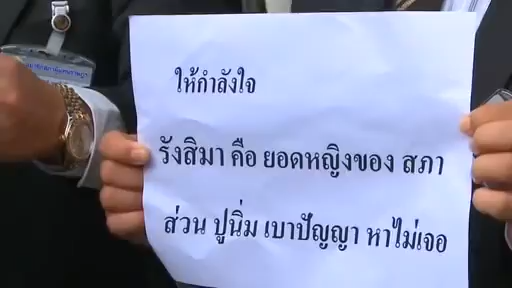 ให้กำลังใจ
รังสิมา คือ ยอดหญิงของ สภา
ส่วน ปูนิ่ม เบาปัญญา หาไม่เจอ